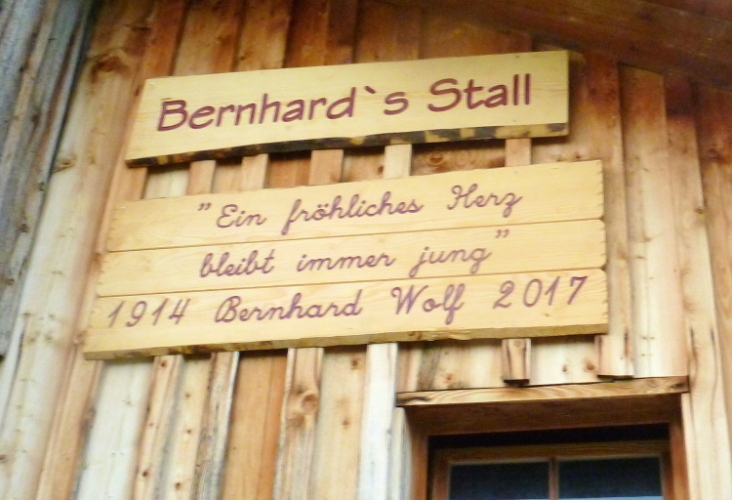 Bernhard`s Stall
"Ein fröhliches Herz
bleibt immer jung"
1914 Bernhard Wolf 2017